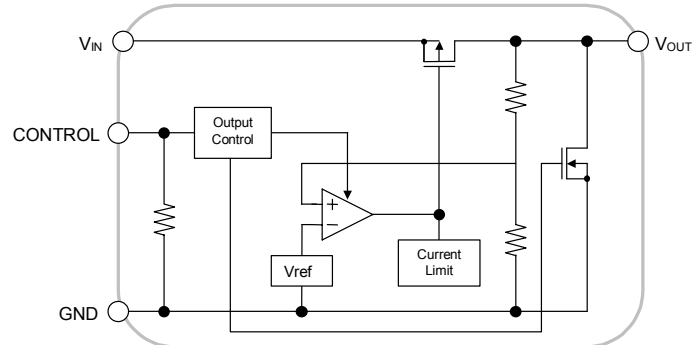 VIN
VOUT
CONTROL
Output
Control
+
−
Vref
Current
Limit
GND